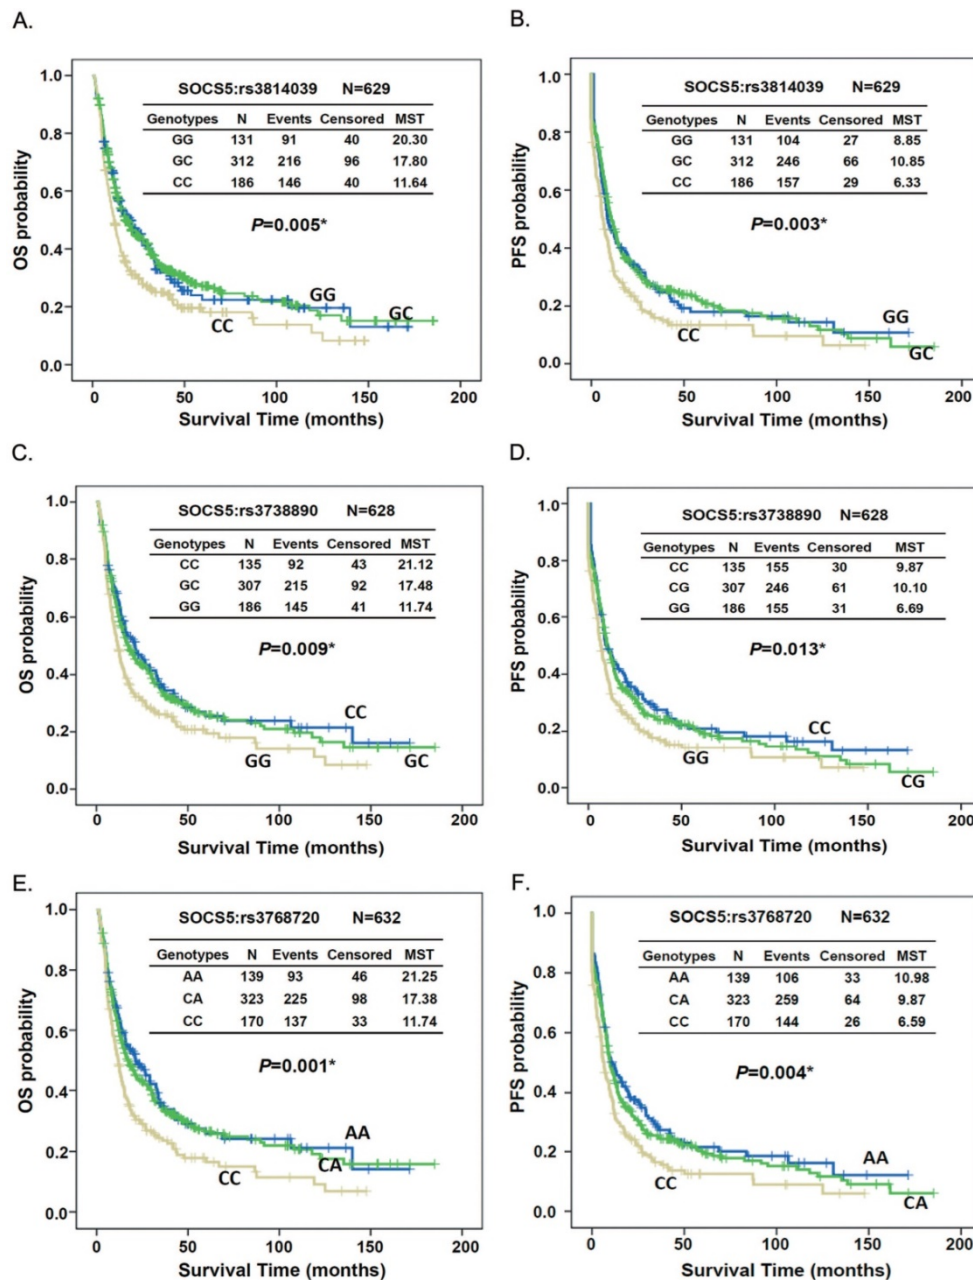 A.
SOCS5:rs3814039 N=629
Genotypes N Events Censored MST
GG 131 91 40 20.30
GC 312 216 96 17.80
CC 186 146 40 11.64
P=0.005*
OS probability
1.0
0.8
0.6
0.4
0.2
0.0
GG
GC
CC
0 50 100 150 200
Survival Time (months)
B.
SOCS5:rs3814039 N=629
Genotypes N Events Censored MST
GG 131 104 27 8.85
GC 312 246 66 10.85
CC 186 157 29 6.33
P=0.003*
PFS probability
1.0
0.8
0.6
0.4
0.2
0.0
GG
CC
GC
0 50 100 150 200
Survival Time (months)
C.
SOCS5:rs3738890 N=628
Genotypes N Events Censored MST
CC 135 92 43 21.12
GC 307 215 92 17.48
GG 186 145 41 11.74
P=0.009*
OS probability
1.0
0.8
0.6
0.4
0.2
0.0
CC
GG
GC
0 50 100 150 200
Survival Time (months)
D.
SOCS5:rs3738890 N=628
Genotypes N Events Censored MST
CC 135 155 30 9.87
CG 307 246 61 10.10
GG 186 155 31 6.69
P=0.013*
PFS probability
1.0
0.8
0.6
0.4
0.2
0.0
CC
GG
CG
0 50 100 150 200
Survival Time (months)
E.
SOCS5:rs3768720 N=632
Genotypes N Events Censored MST
AA 139 93 46 21.25
CA 323 225 98 17.38
CC 170 137 33 11.74
P=0.001*
OS probability
1.0
0.8
0.6
0.4
0.2
0.0
AA
CA
CC
0 50 100 150 200
Survival Time (months)
F.
SOCS5:rs3768720 N=632
Genotypes N Events Censored MST
AA 139 106 33 10.98
CA 323 259 64 9.87
CC 170 144 26 6.59
P=0.004*
PFS probability
1.0
0.8
0.6
0.4
0.2
0.0
AA
CC
CA
0 50 100 150 200
Survival Time (months)